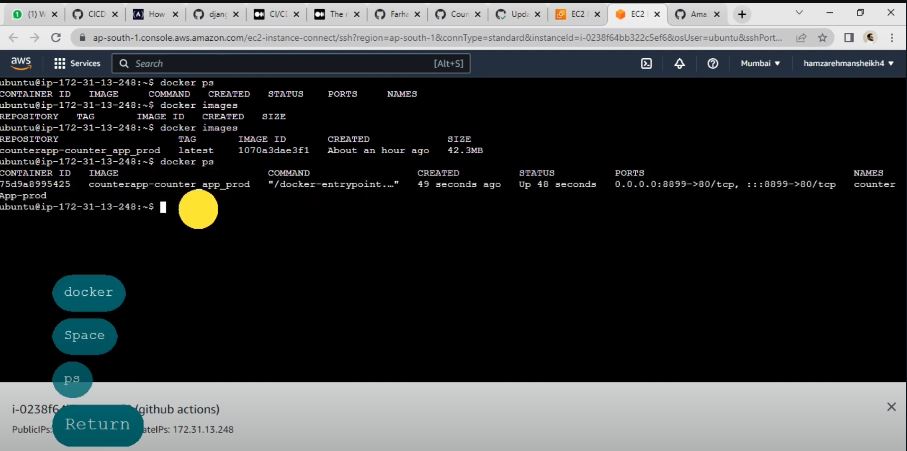 (1) W
CICD
How
djan
CI/CD
The
Farha
Coun
Upda
EC2
EC2
Ama
ap-south-1.console.aws.amazon.com/ec2-instance-connect/ssh?region=ap-south-1&connType=standard&instanceId=i-0238f64bb322c5ef6&osUser=ubuntu&sshPort...
aws Services Search [Alt+S] Mumbai hamzarehmansheikh4
ubuntu@ip-172-31-13-248:~$ docker ps
CONTAINER ID IMAGE COMMAND CREATED STATUS PORTS NAMES
ubuntu@ip-172-31-13-248:~$ docker images
REPOSITORY TAG IMAGE ID CREATED SIZE
ubuntu@ip-172-31-13-248:~$ docker images
REPOSITORY TAG IMAGE ID CREATED SIZE
counterapp-counter_app_prod latest 1070a3dae3f1 About an hour ago 42.3MB
ubuntu@ip-172-31-13-248:~$ docker ps
CONTAINER ID IMAGE COMMAND CREATED STATUS PORTS NAMES
75d9a8995425 counterapp-counter_app_prod "/docker-entrypoint.…" 49 seconds ago Up 48 seconds 0.0.0.0:8899->80/tcp, :::8899->80/tcp counter
App-prod
ubuntu@ip-172-31-13-248:~$
docker
Space
ps
Return
i-0238f6 (github actions)
PublicIPs: ateIPs: 172.31.13.248